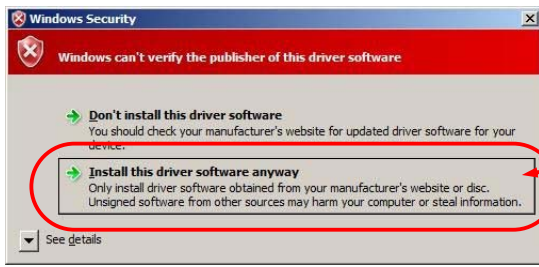 Windows Security
Windows can't verify the publisher of this driver software
Don't install this driver software
You should check your manufacturer's website for updated driver software for your
device.
Install this driver software anyway
Only install driver software obtained from your manufacturer's website or disc.
Unsigned software from other sources may harm your computer or steal information.
See details